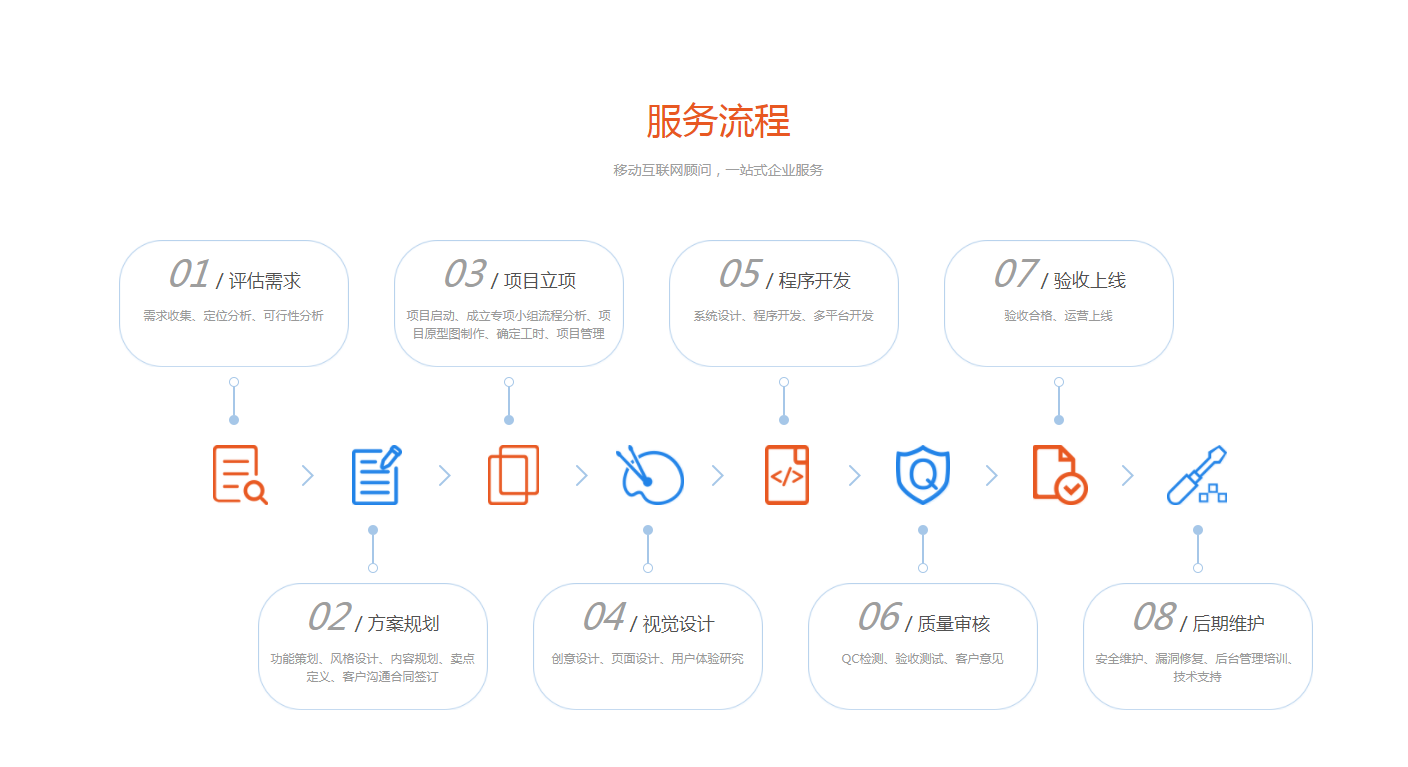 服务流程
移动互联网顾问，一站式企业服务
01 / 评估需求
需求收集、定位分析、可行性分析
03 / 项目立项
项目启动、成立专项小组流程分析、项
目原型图制作、确定工时、项目管理
05 / 程序开发
系统设计、程序开发、多平台开发
07 / 验收上线
验收合格、运营上线
</>
Q
02 / 方案规划
功能策划、风格设计、内容规划、卖点
定义、客户沟通合同签订
04 / 视觉设计
创意设计、页面设计、用户体验研究
06 / 质量审核
QC检测、验收测试、客户意见
08 / 后期维护
安全维护、漏洞修复、后台管理培训、
技术支持